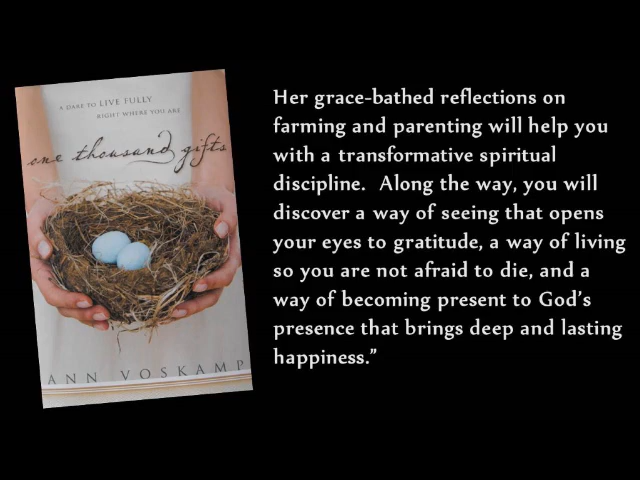 A DARE TO LIVE FULLY
RIGHT WHERE YOU ARE
one thousand gifts
ANN VOSKAMP
Her grace-bathed reflections on
farming and parenting will help you
with a transformative spiritual
discipline.  Along the way, you will
discover a way of seeing that opens
your eyes to gratitude, a way of living
so you are not afraid to die, and a
way of becoming present to God’s
presence that brings deep and lasting
happiness.”